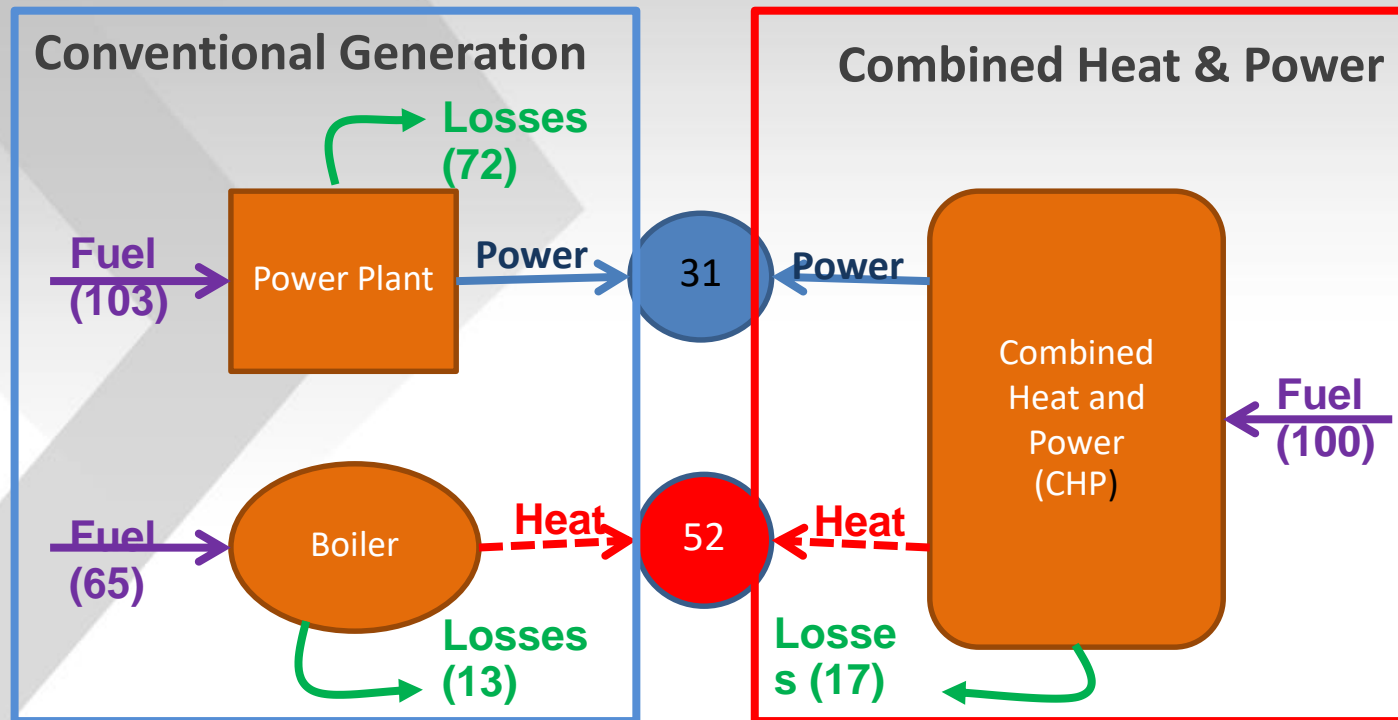 Conventional Generation
Losses
(72)
Fuel
(103)
Power Plant
Power
31
Fuel
(65)
Boiler
Heat
52
Losses
(13)
Combined Heat & Power
Power
Combined
Heat and
Power
(CHP)
Fuel
(100)
Heat
Losse
s (17)